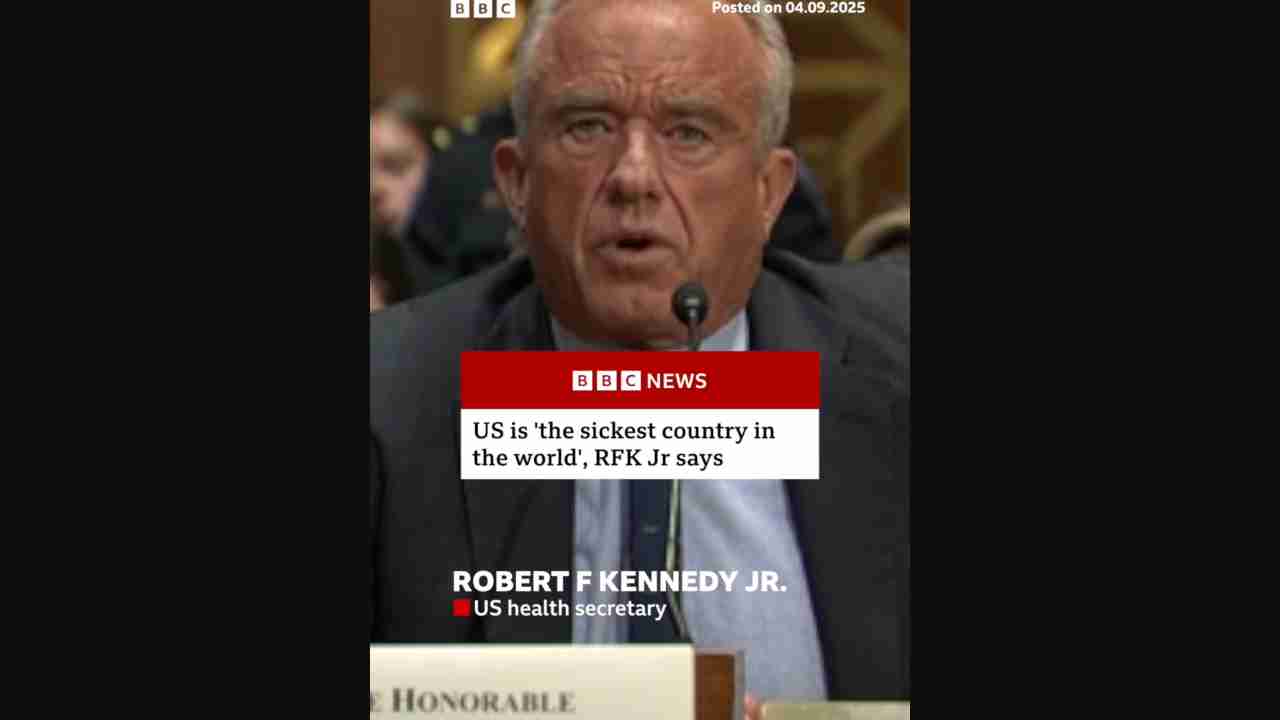 BBC
Posted on 04.09.2025
BBC NEWS
US is 'the sickest country in
the world', RFK Jr says
ROBERT F KENNEDY JR.
US health secretary
HONORABLE